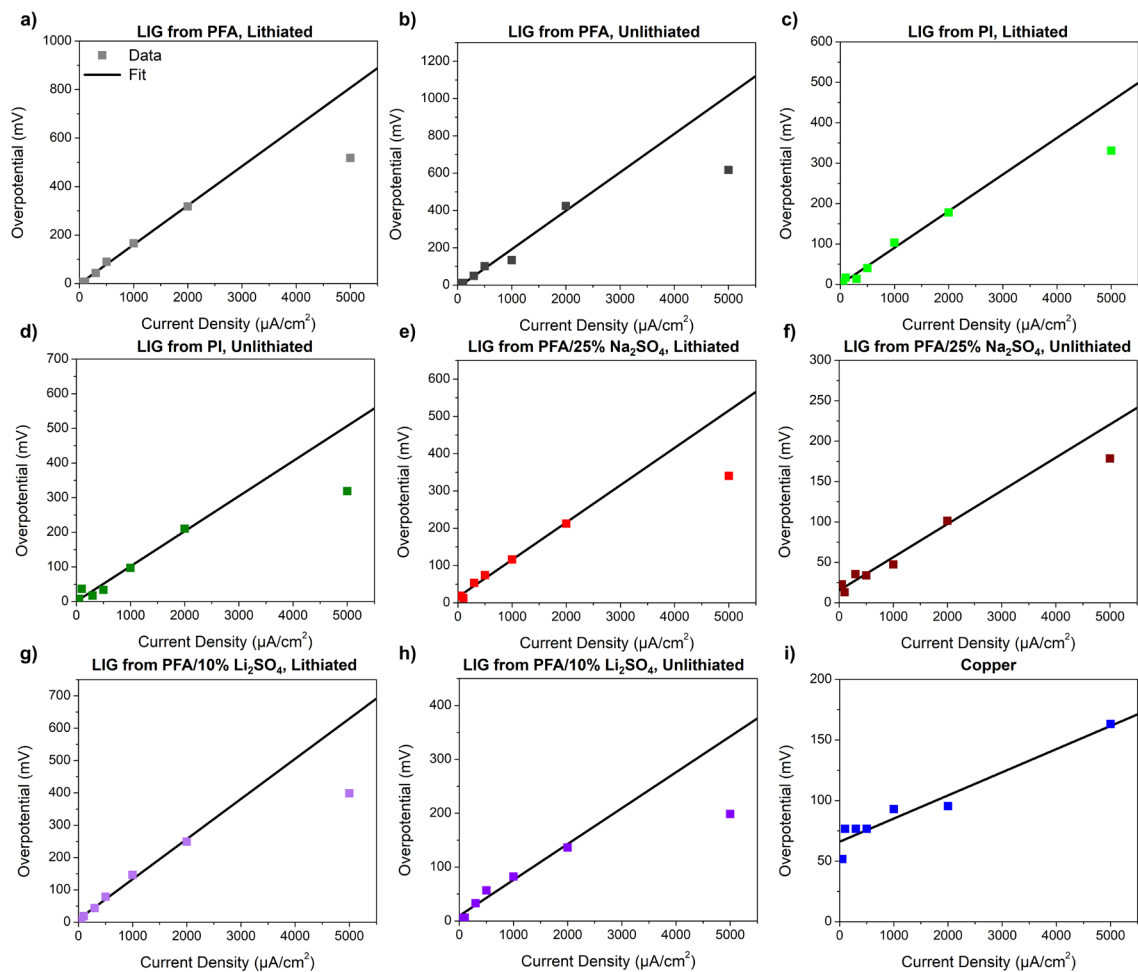 a)
LIG from PFA, Lithiated
1000
800
600
400
200
0
Overpotential (mV)
Data
Fit
0 1000 2000 3000 4000 5000
Current Density (µA/cm²)
b)
LIG from PFA, Unlithiated
1200
1000
800
600
400
200
0
Overpotential (mV)
0 1000 2000 3000 4000 5000
Current Density (µA/cm²)
c)
LIG from PI, Lithiated
600
500
400
300
200
100
0
Overpotential (mV)
0 1000 2000 3000 4000 5000
Current Density (µA/cm²)
d)
LIG from PI, Unlithiated
700
600
500
400
300
200
100
0
Overpotential (mV)
0 1000 2000 3000 4000 5000
Current Density (µA/cm²)
e)
LIG from PFA/25% Na₂SO₄, Lithiated
600
500
400
300
200
100
0
Overpotential (mV)
0 1000 2000 3000 4000 5000
Current Density (µA/cm²)
f)
LIG from PFA/25% Na₂SO₄, Unlithiated
300
250
200
150
100
50
0
Overpotential (mV)
0 1000 2000 3000 4000 5000
Current Density (µA/cm²)
g)
LIG from PFA/10% Li₂SO₄, Lithiated
700
600
500
400
300
200
100
0
Overpotential (mV)
0 1000 2000 3000 4000 5000
Current Density (µA/cm²)
h)
LIG from PFA/10% Li₂SO₄, Unlithiated
400
300
200
100
0
Overpotential (mV)
0 1000 2000 3000 4000 5000
Current Density (µA/cm²)
i)
Copper
200
150
100
50
0
Overpotential (mV)
0 1000 2000 3000 4000 5000
Current Density (µA/cm²)